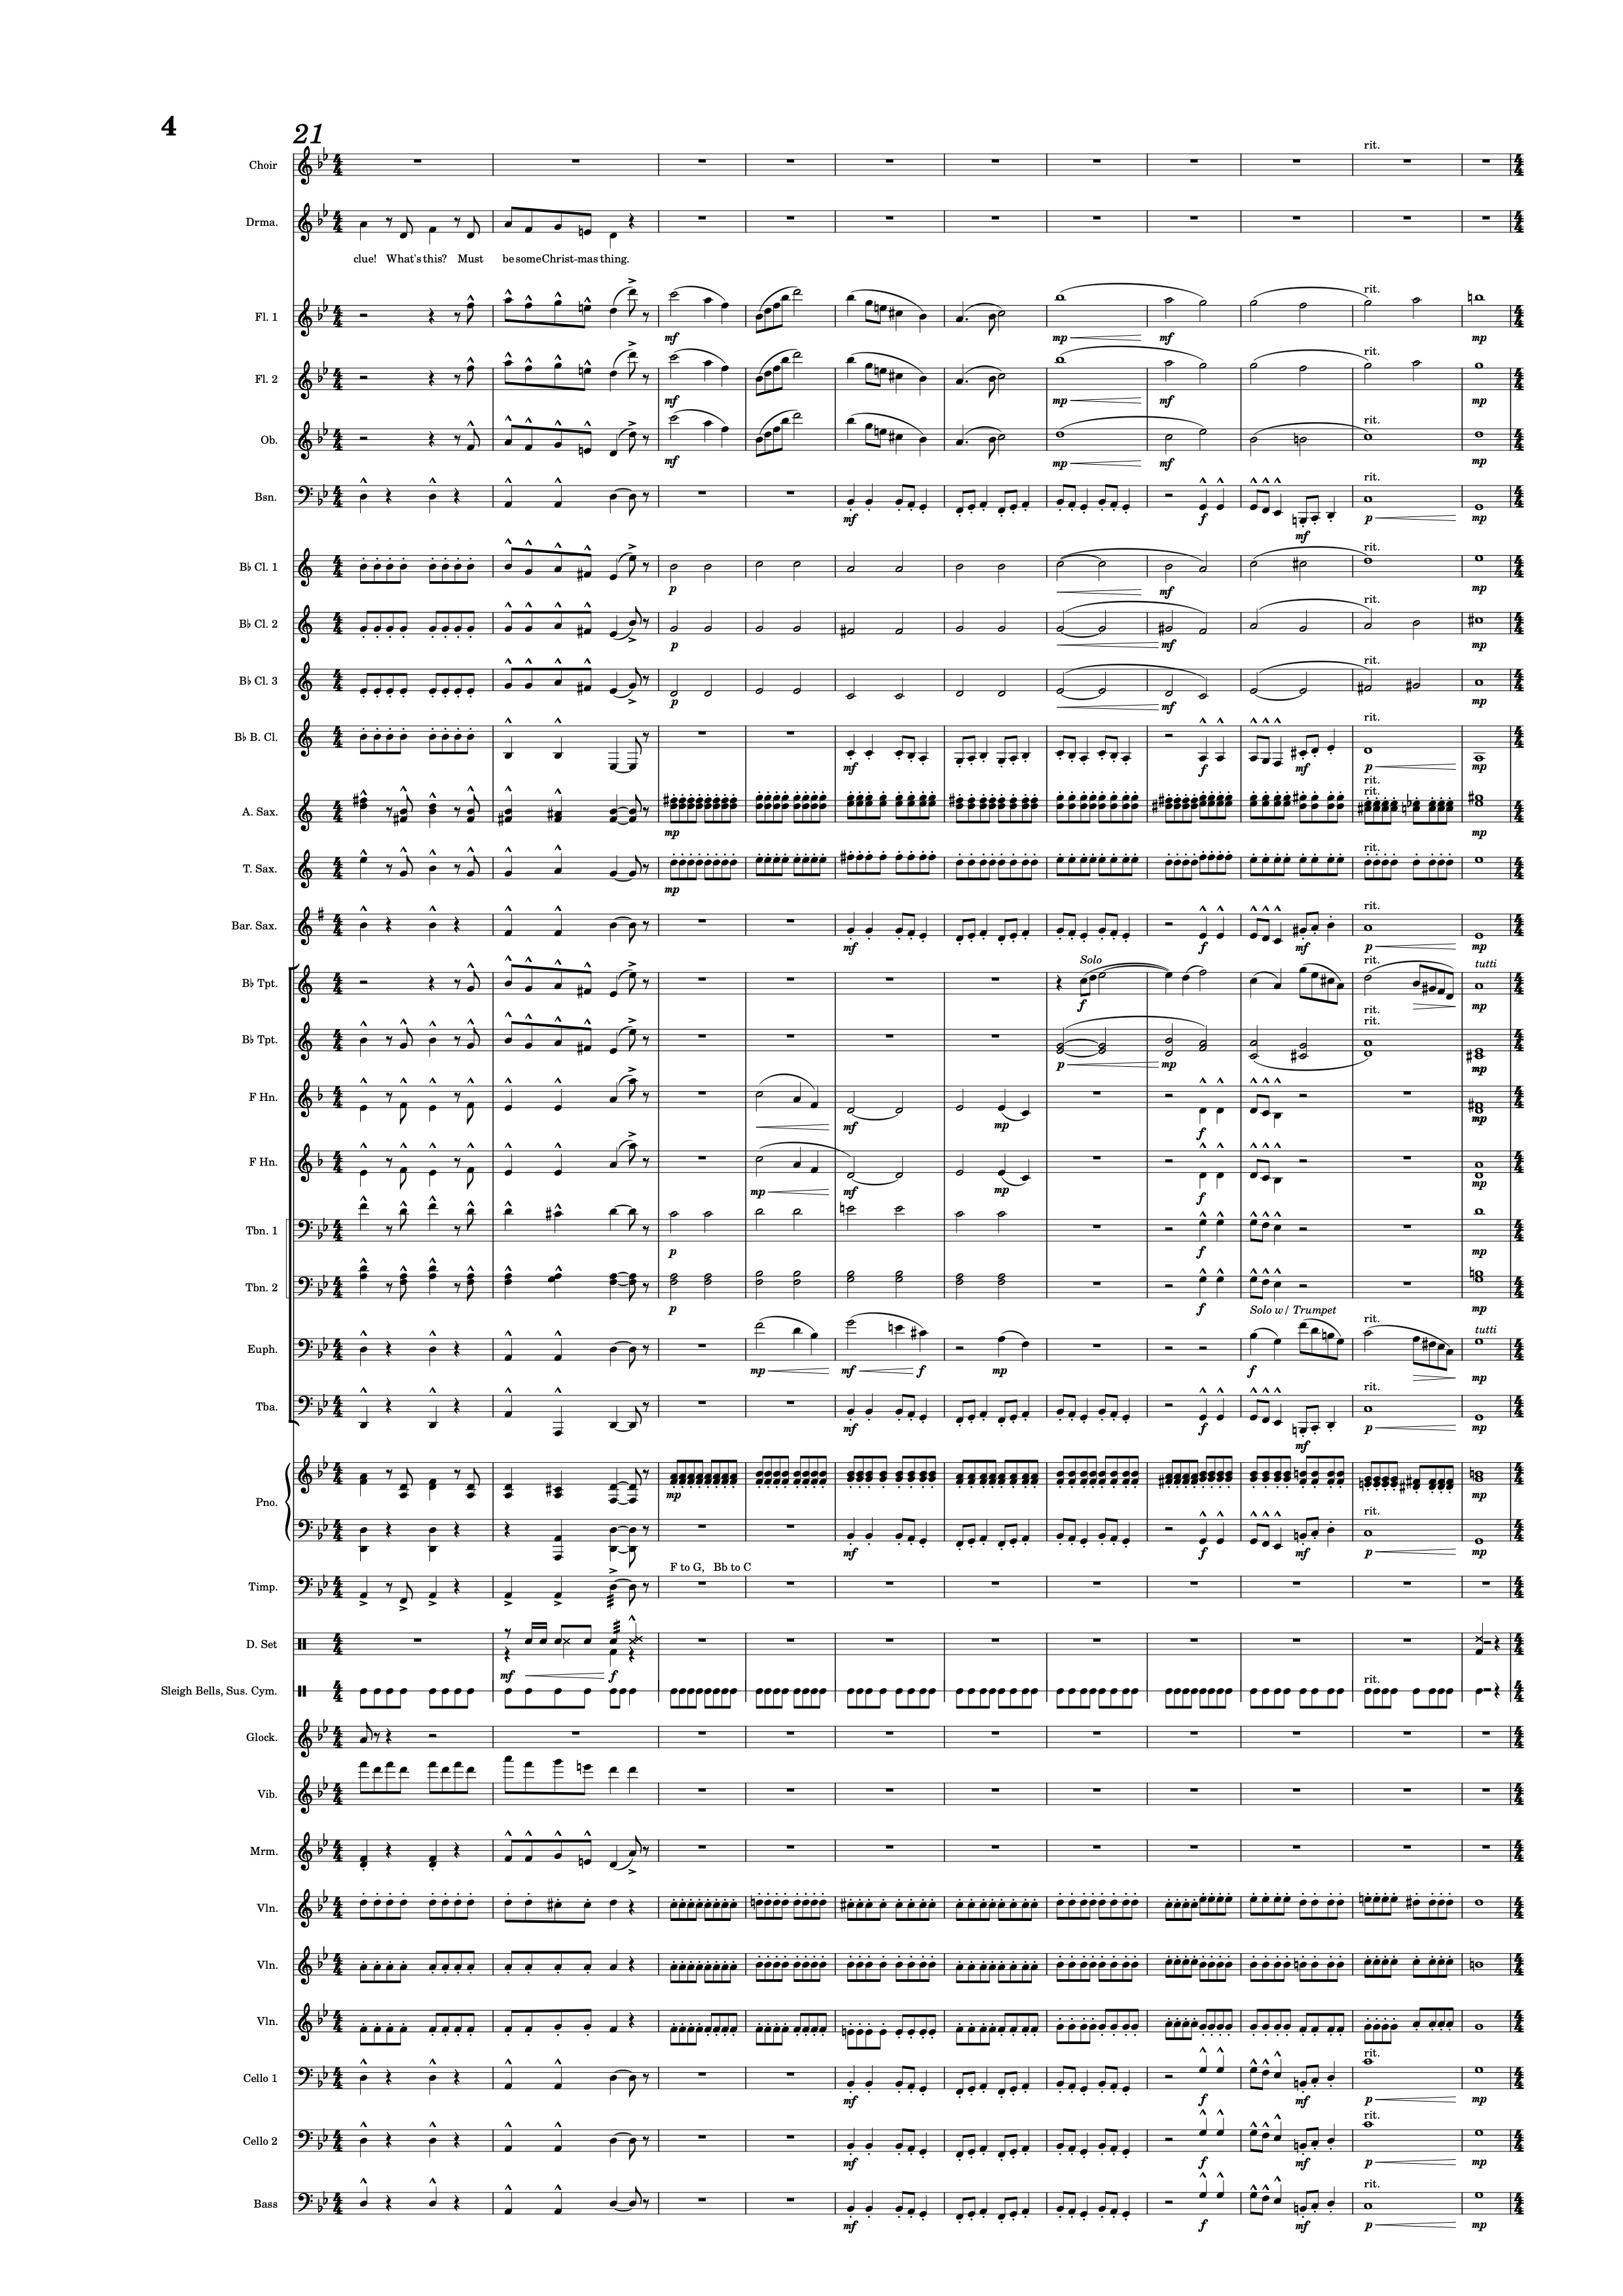 4
21
Choir
rit.
Drma.
clue! What's this? Must be some Christ-mas thing.
Fl. 1
mf
mp
mf
rit.
mp
Fl. 2
mf
mp
mf
rit.
mp
Ob.
mf
mp
mf
rit.
mp
Bsn.
mf
f
mf
rit.
p
mp
B♭ Cl. 1
p
mf
rit.
mp
B♭ Cl. 2
p
mf
rit.
mp
B♭ Cl. 3
p
mf
rit.
mp
B♭ B. Cl.
mf
f
mf
rit.
p
mp
A. Sax.
mp
rit.
rit.
mp
T. Sax.
mp
rit.
Bar. Sax.
mf
f
mf
rit.
p
mp
B♭ Tpt.
Solo
f
rit.
tutti
mp
B♭ Tpt.
p
mp
rit.
rit.
mp
F Hn.
mf
mp
f
mp
F Hn.
mp
mf
mp
f
mp
Tbn. 1
p
f
mp
Tbn. 2
p
f
mp
Solo w/ Trumpet
Euph.
mp
mf
f
mp
f
rit.
tutti
mp
Tba.
mf
f
mf
rit.
p
mp
Pno.
mp
mp
mf
f
mf
rit.
p
mp
F to G, Bb to C
Timp.
D. Set
mf
f
Sleigh Bells, Sus. Cym.
rit.
Glock.
Vib.
Mrm.
Vln.
Vln.
Vln.
Cello 1
mf
f
mf
rit.
p
mp
Cello 2
mf
f
mf
rit.
p
mp
Bass
mf
f
mf
rit.
p
mp